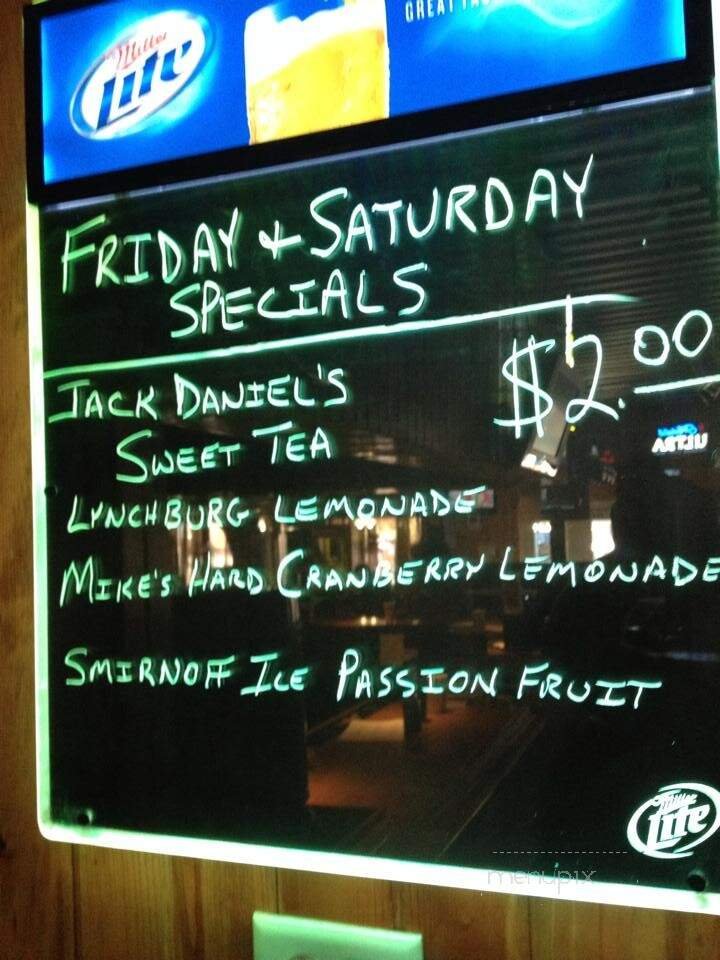 Miller
Lite
FRIDAY + SATURDAY
SPECIALS
$2.00
JACK DANIEL'S
SWEET TEA
LYNCHBURG LEMONADE
MIKE'S HARD CRANBERRY LEMONADE
SMIRNOFF ICE PASSION FRUIT
ULTRA
Miller
Lite
menupix